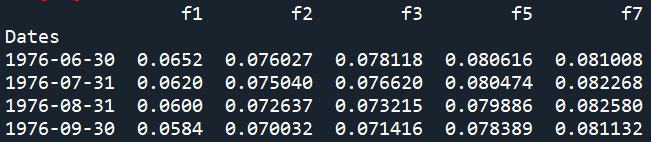 f1 f2 f3 f5 f7
Dates
1976-06-30 0.0652 0.076027 0.078118 0.080616 0.081008
1976-07-31 0.0620 0.075040 0.076620 0.080474 0.082268
1976-08-31 0.0600 0.072637 0.073215 0.079886 0.082580
1976-09-30 0.0584 0.070032 0.071416 0.078389 0.081132